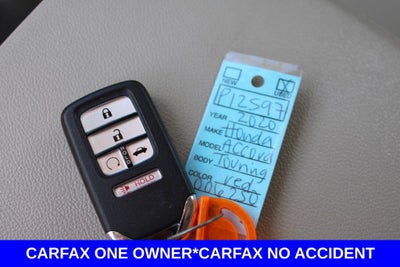 NEW
USED
P12597
YEAR 2020
MAKE Honda
MODEL Accord
BODY Touring
COLOR red
006250
HOLD
CARFAX ONE OWNER*CARFAX NO ACCIDENT